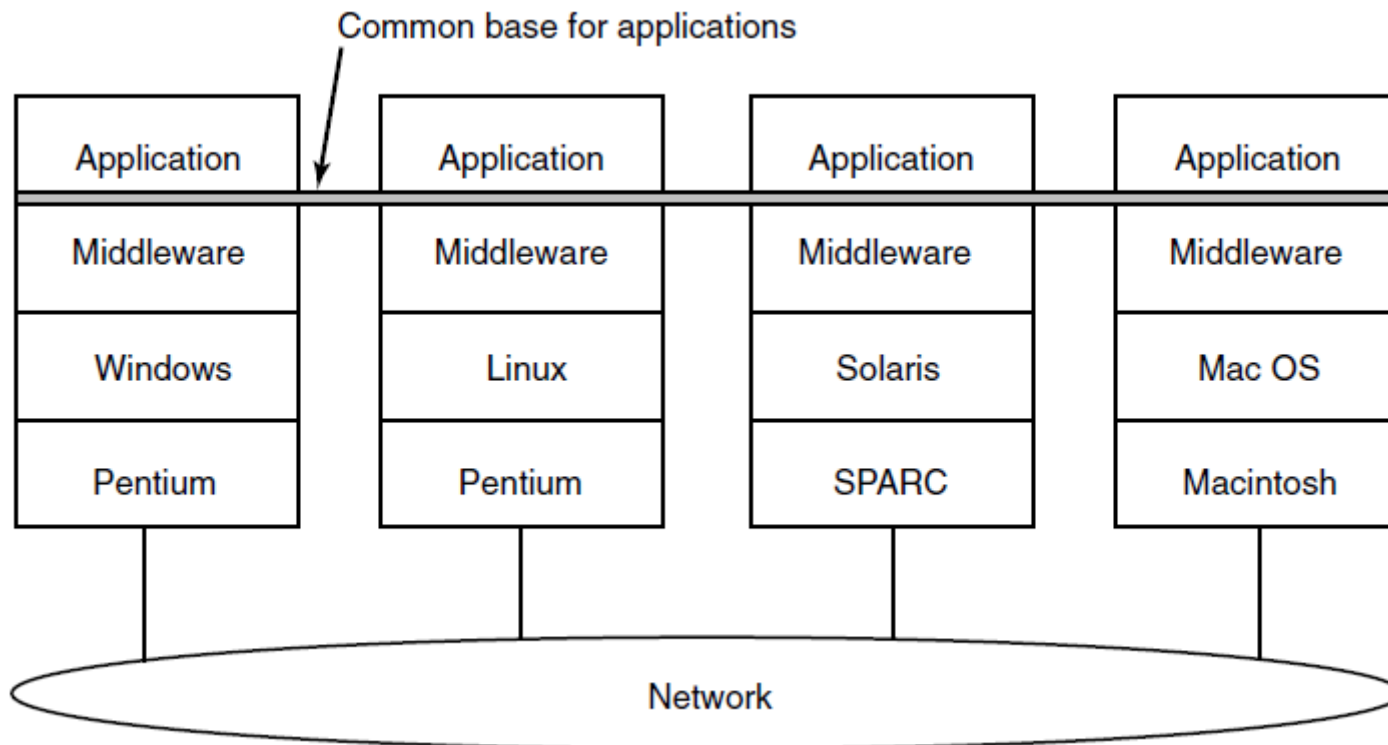 Common base for applications
Application Application Application Application
Middleware Middleware Middleware Middleware
Windows Linux Solaris Mac OS
Pentium Pentium SPARC Macintosh
Network